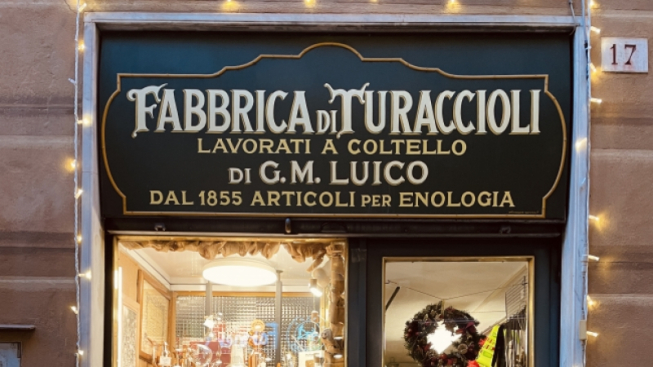 17
FABBRICA DI TURACCIOLI
LAVORATI A COLTELLO
DI G.M. LUICO
DAL 1855 ARTICOLI PER ENOLOGIA